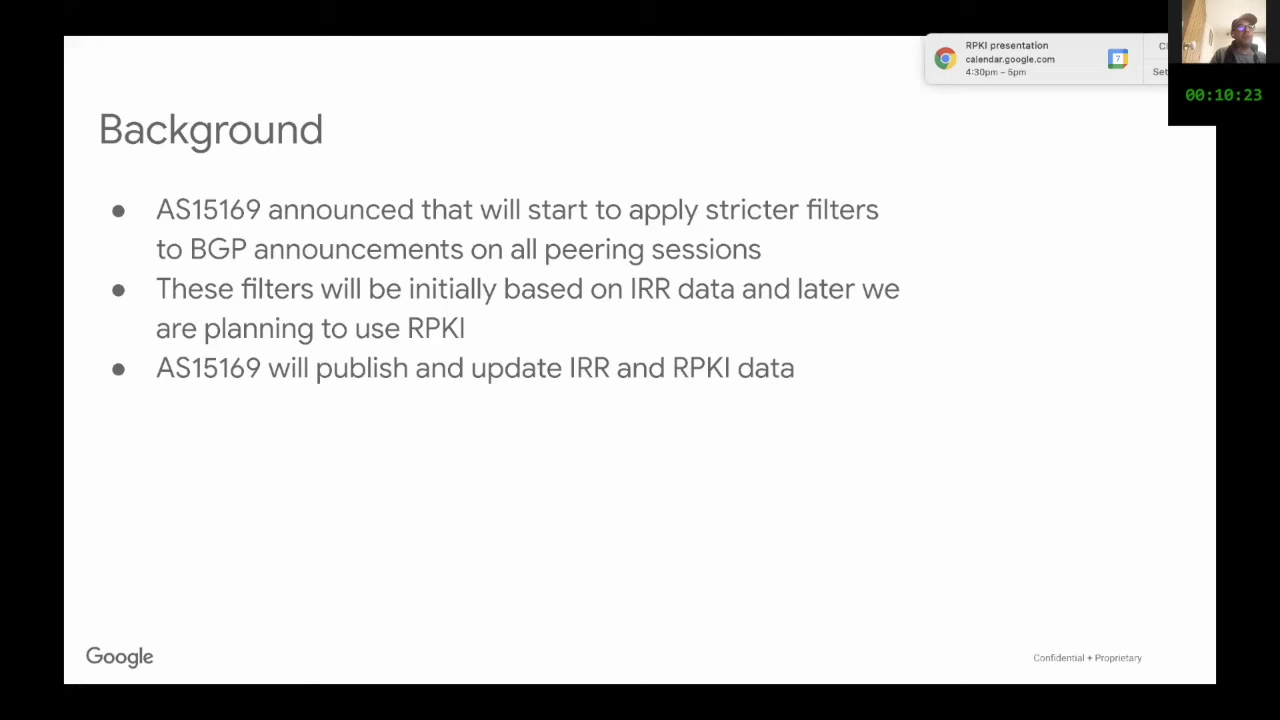 RPKI presentation
calendar.google.com
4:30pm – 5pm
7
Cl
Set
00:10:23
Background
● AS15169 announced that will start to apply stricter filters
to BGP announcements on all peering sessions
● These filters will be initially based on IRR data and later we
are planning to use RPKI
● AS15169 will publish and update IRR and RPKI data
Google
Confidential + Proprietary